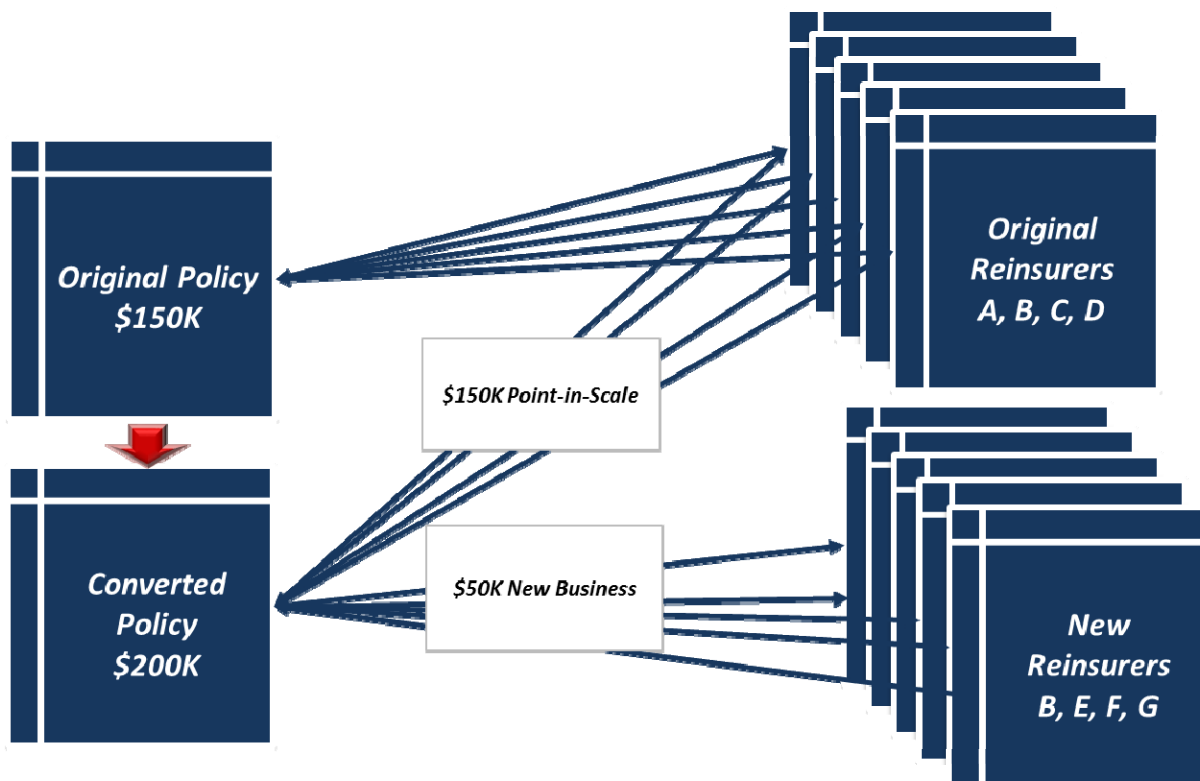 Original Policy
$150K
Original
Reinsurers
A, B, C, D
$150K Point-in-Scale
Converted
Policy
$200K
$50K New Business
New
Reinsurers
B, E, F, G